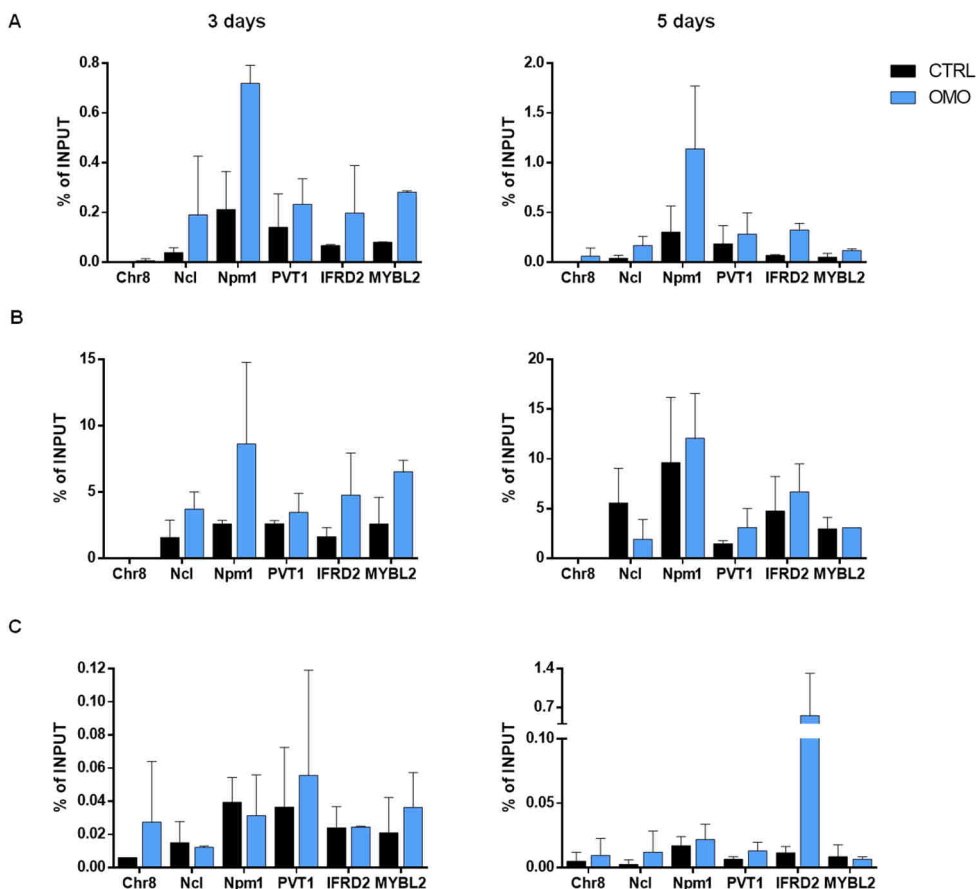 A
3 days
5 days
CTRL
OMO
% of INPUT
0.8
0.6
0.4
0.2
0.0
Chr8 Ncl Npm1 PVT1 IFRD2 MYBL2
% of INPUT
2.0
1.5
1.0
0.5
0.0
Chr8 Ncl Npm1 PVT1 IFRD2 MYBL2
B
% of INPUT
15
10
5
0
Chr8 Ncl Npm1 PVT1 IFRD2 MYBL2
% of INPUT
20
15
10
5
0
Chr8 Ncl Npm1 PVT1 IFRD2 MYBL2
C
% of INPUT
0.12
0.10
0.08
0.06
0.04
0.02
0.00
Chr8 Ncl Npm1 PVT1 IFRD2 MYBL2
% of INPUT
1.4
0.7
0.10
0.05
0.00
Chr8 Ncl Npm1 PVT1 IFRD2 MYBL2